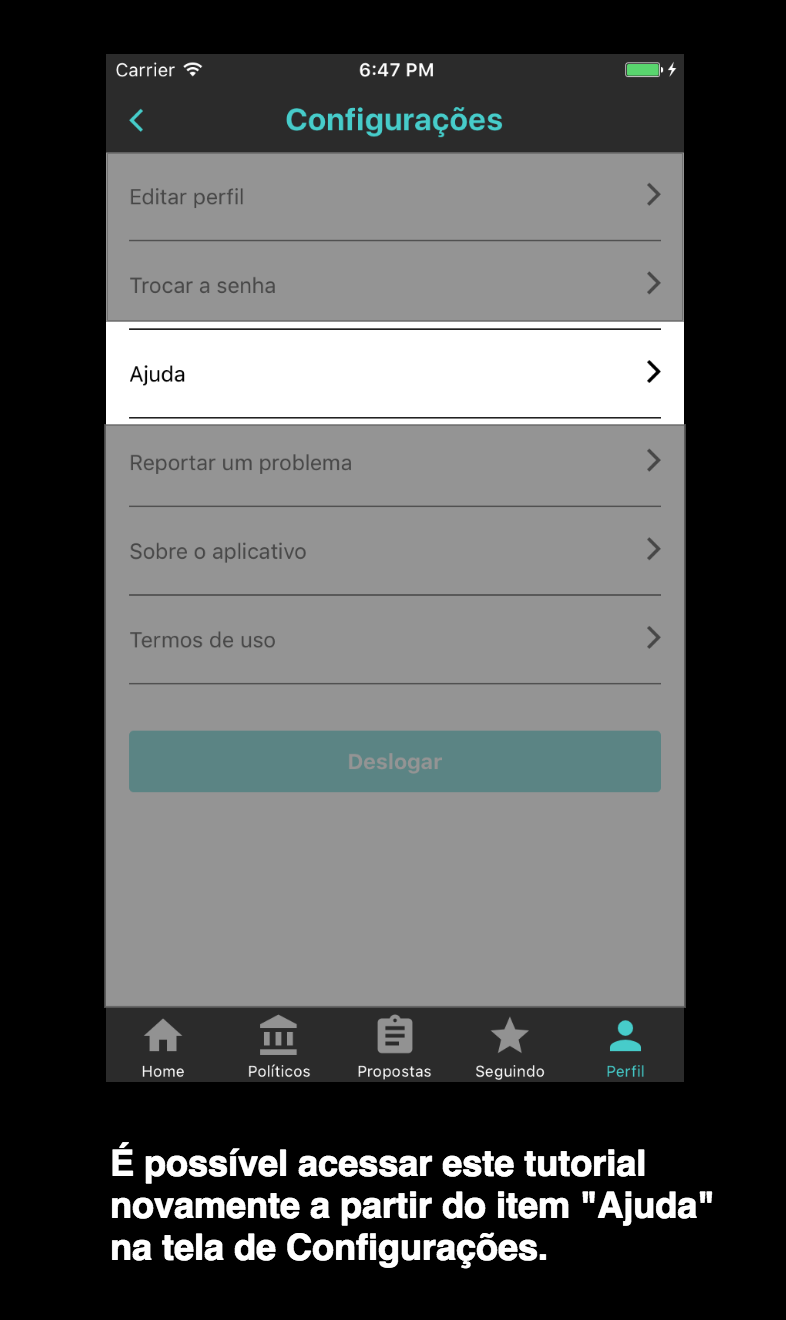 Carrier 6:47 PM
Configurações
Editar perfil
Trocar a senha
Ajuda
Reportar um problema
Sobre o aplicativo
Termos de uso
Deslogar
Home Políticos Propostas Seguindo Perfil
É possível acessar este tutorial
novamente a partir do item "Ajuda"
na tela de Configurações.